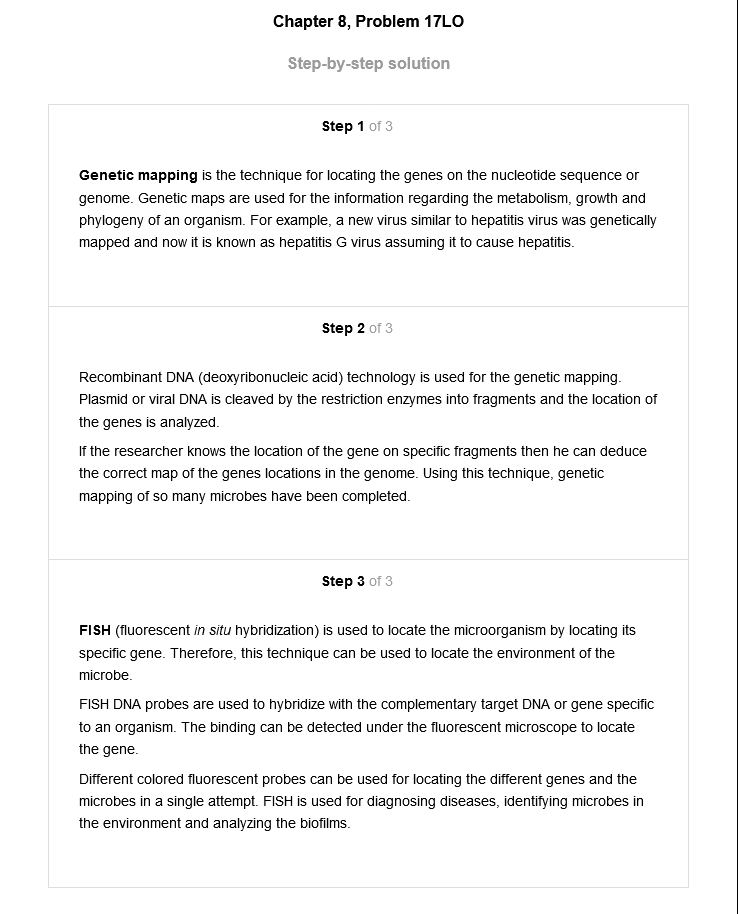 Chapter 8, Problem 17LO
Step-by-step solution
Step 1 of 3
Genetic mapping is the technique for locating the genes on the nucleotide sequence or
genome. Genetic maps are used for the information regarding the metabolism, growth and
phylogeny of an organism. For example, a new virus similar to hepatitis virus was genetically
mapped and now it is known as hepatitis G virus assuming it to cause hepatitis.
Step 2 of 3
Recombinant DNA (deoxyribonucleic acid) technology is used for the genetic mapping.
Plasmid or viral DNA is cleaved by the restriction enzymes into fragments and the location of
the genes is analyzed.
If the researcher knows the location of the gene on specific fragments then he can deduce
the correct map of the genes locations in the genome. Using this technique, genetic
mapping of so many microbes have been completed.
Step 3 of 3
FISH (fluorescent in situ hybridization) is used to locate the microorganism by locating its
specific gene. Therefore, this technique can be used to locate the environment of the
microbe.
FISH DNA probes are used to hybridize with the complementary target DNA or gene specific
to an organism. The binding can be detected under the fluorescent microscope to locate
the gene.
Different colored fluorescent probes can be used for locating the different genes and the
microbes in a single attempt. FISH is used for diagnosing diseases, identifying microbes in
the environment and analyzing the biofilms.